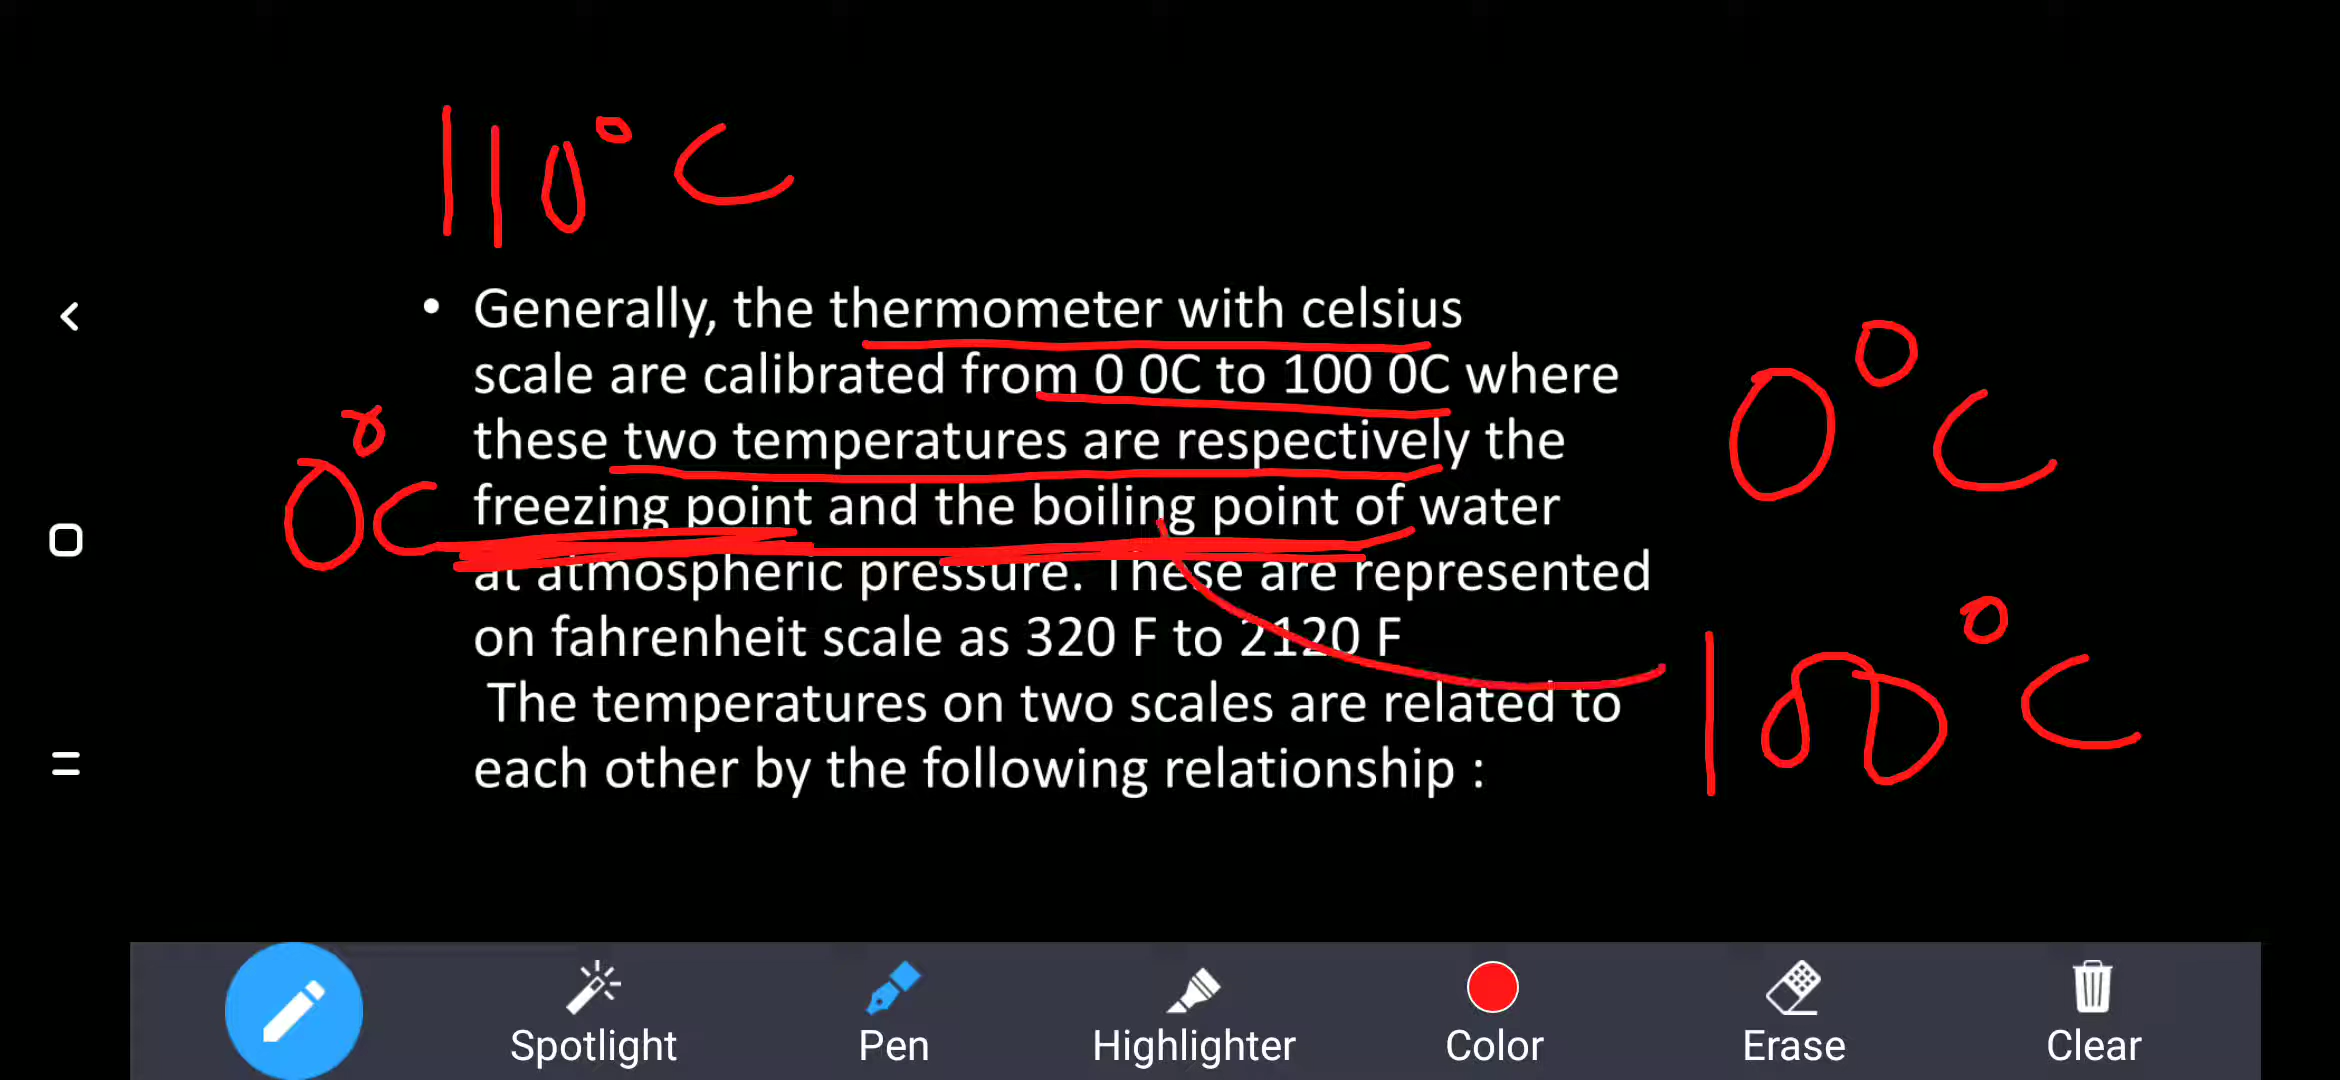 110°C
• Generally, the thermometer with celsius
scale are calibrated from 0 0C to 100 0C where
0°C
these two temperatures are respectively the
0°C
freezing point and the boiling point of water
at atmospheric pressure. These are represented
on fahrenheit scale as 320 F to 2120 F
100°C
The temperatures on two scales are related to
each other by the following relationship :
Spotlight Pen Highlighter Color Erase Clear